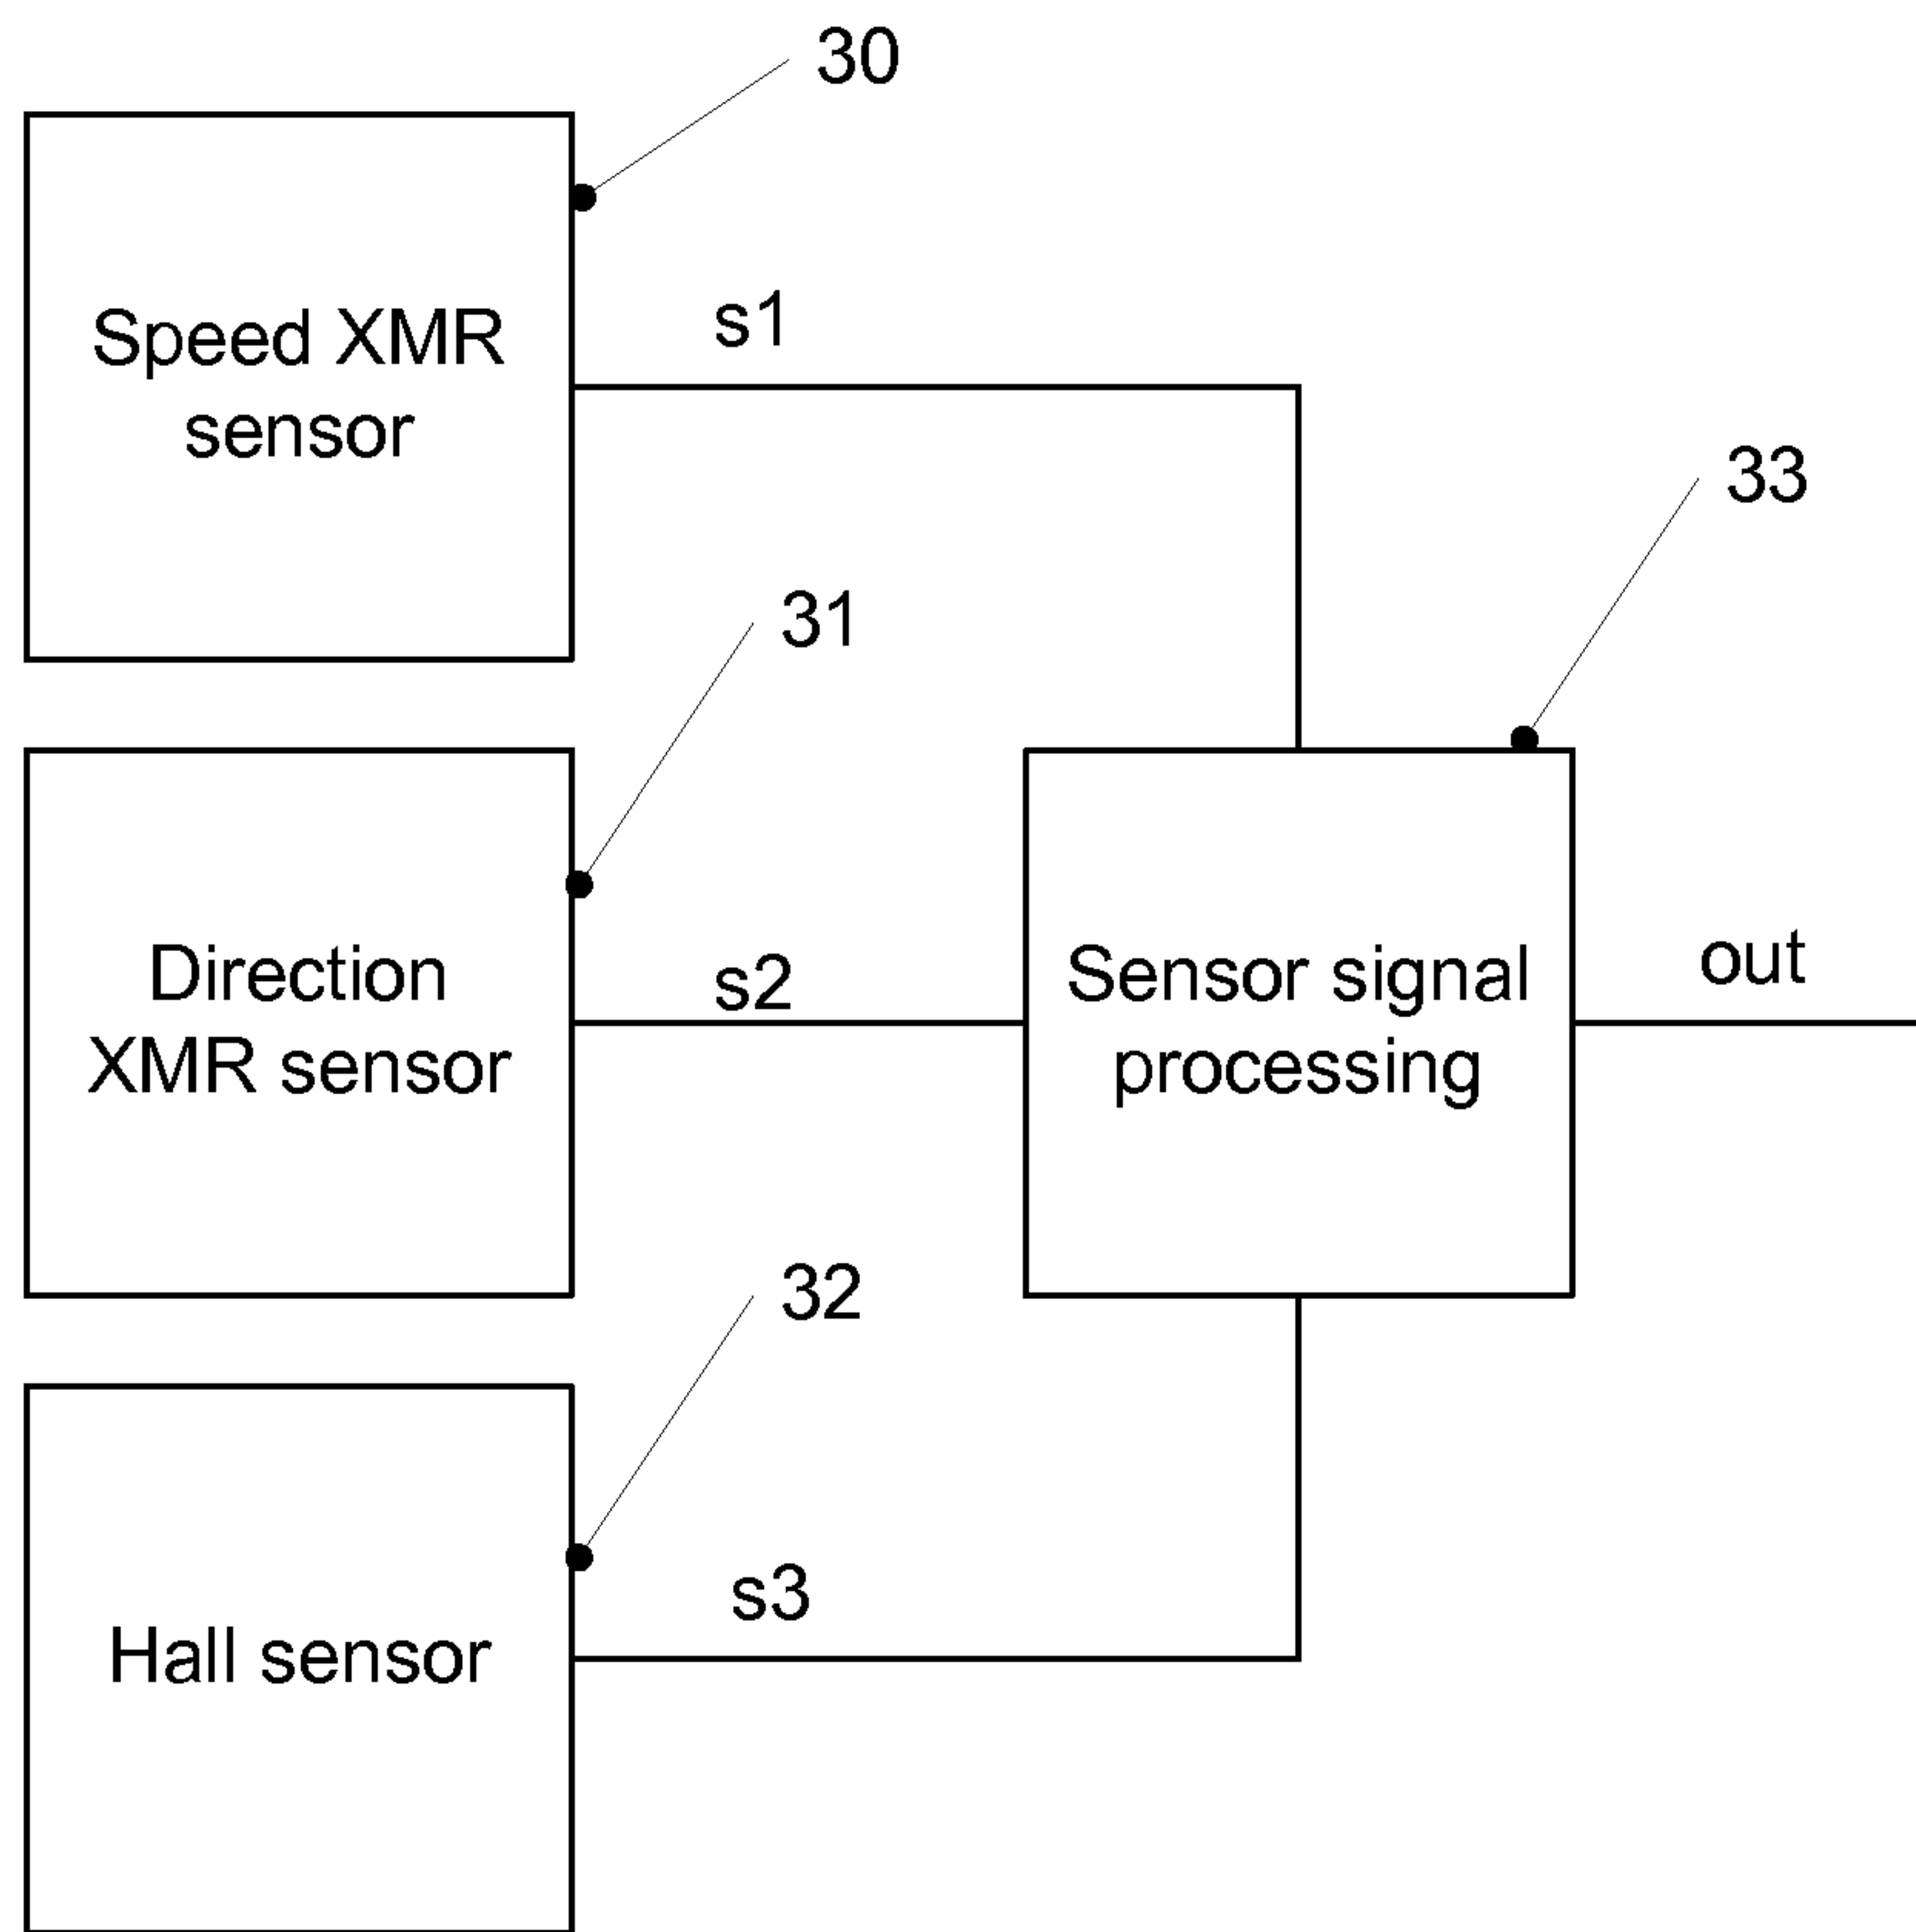 30
Speed XMR
sensor
s1
33
31
Direction
XMR sensor
s2
Sensor signal
processing
out
32
Hall sensor
s3